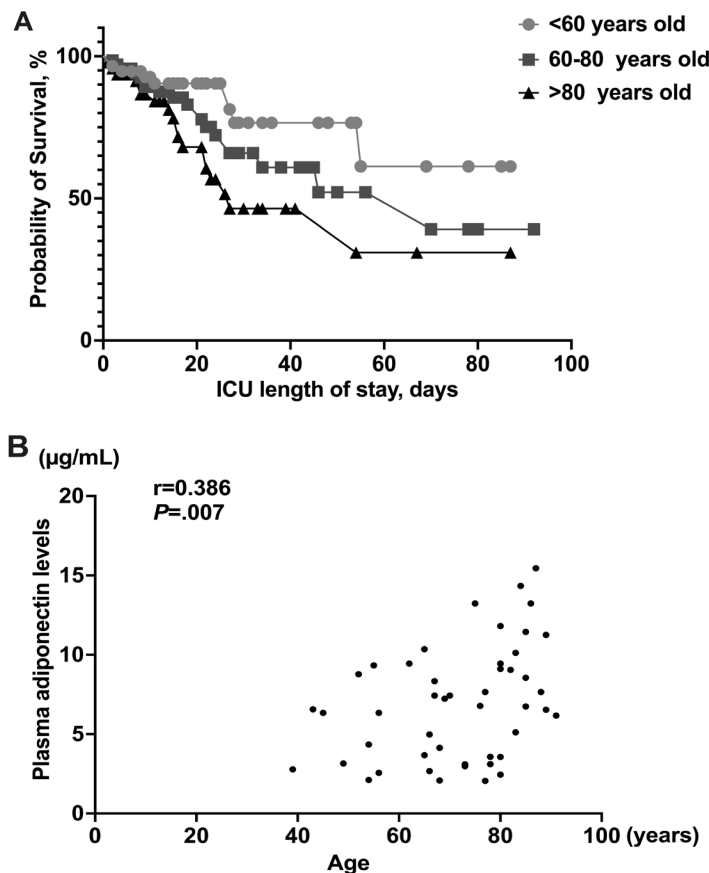 A
<60 years old
60-80 years old
>80 years old
Probability of Survival, %
100
50
0
0 20 40 60 80 100
ICU length of stay, days
B
(µg/mL)
r=0.386
P=.007
Plasma adiponectin levels
20
15
10
5
0
0 20 40 60 80 100 (years)
Age